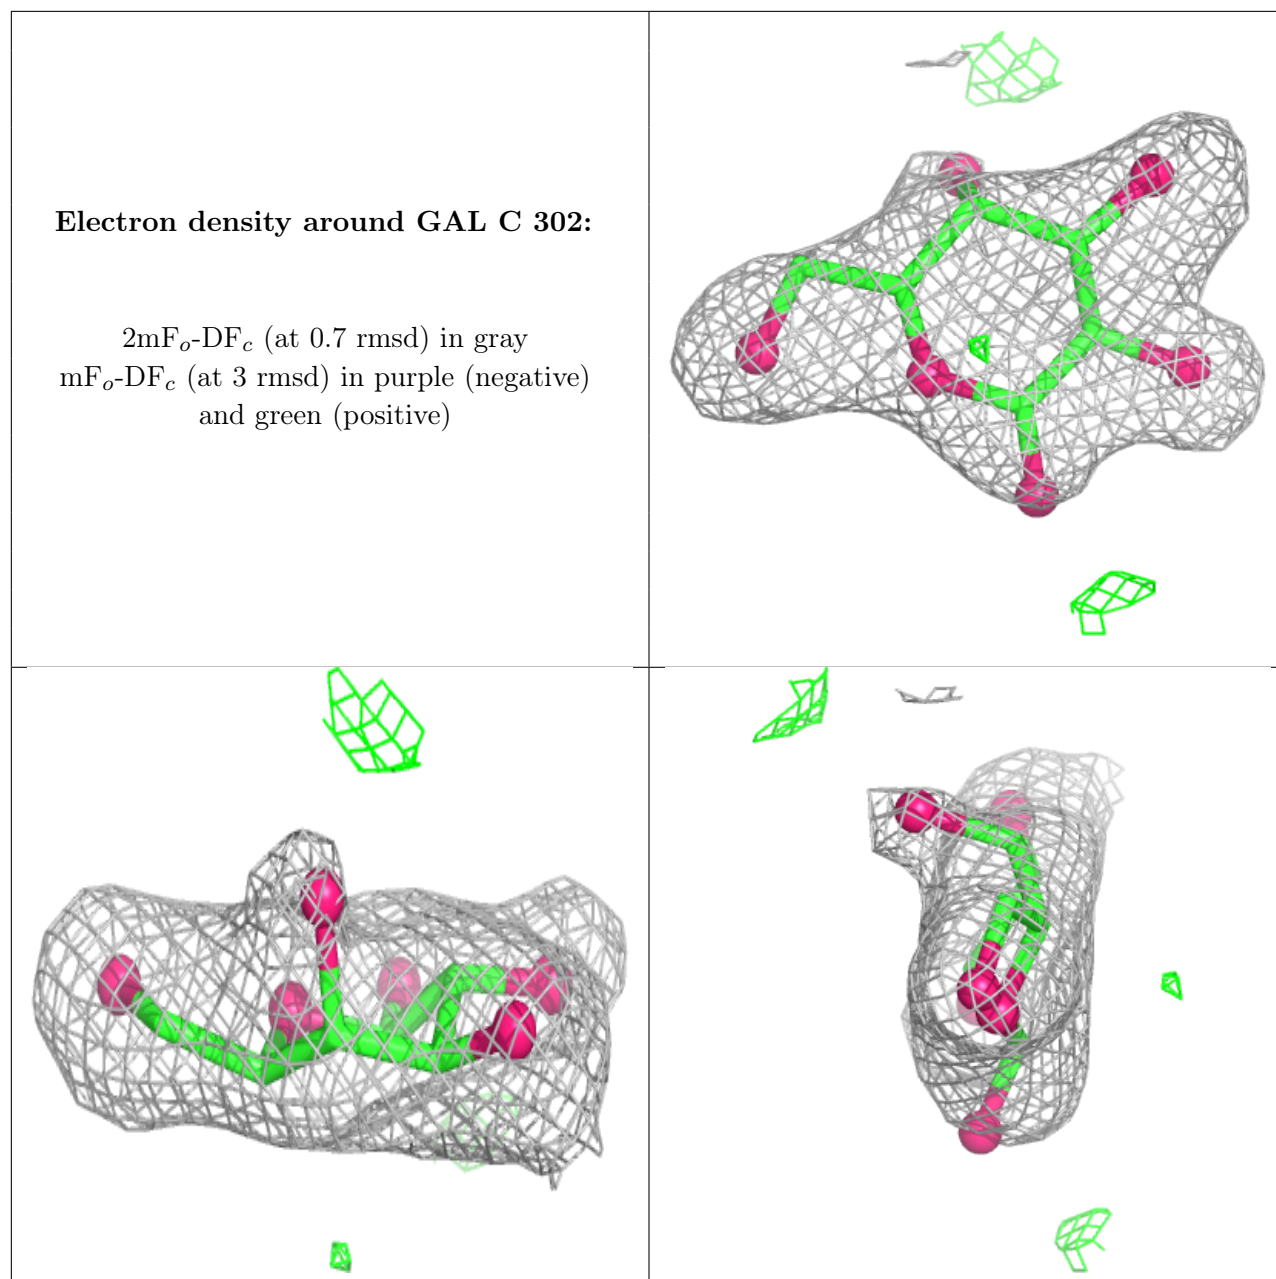 Electron density around GAL C 302:
2mFₒ-DF𝒸 (at 0.7 rmsd) in gray
mFₒ-DF𝒸 (at 3 rmsd) in purple (negative)
and green (positive)